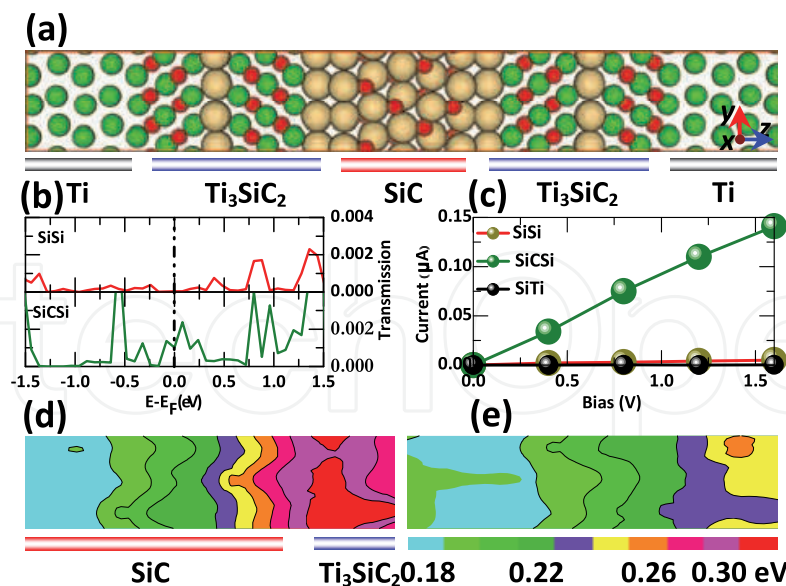 (a)
y
x z
Ti Ti₃SiC₂ SiC Ti₃SiC₂ Ti
(b)
SiSi
SiCSi
0.004
0.002
0.000
0.002
0.000
Transmission
-1.5 -1.0 -0.5 0.0 0.5 1.0 1.5
E-E_F(eV)
(c)
SiSi
SiCSi
SiTi
0.15
0.10
0.05
0.00
Current (μA)
0.0 0.5 1.0 1.5
Bias (V)
(d)
SiC Ti₃SiC₂
(e)
0.18 0.22 0.26 0.30 eV